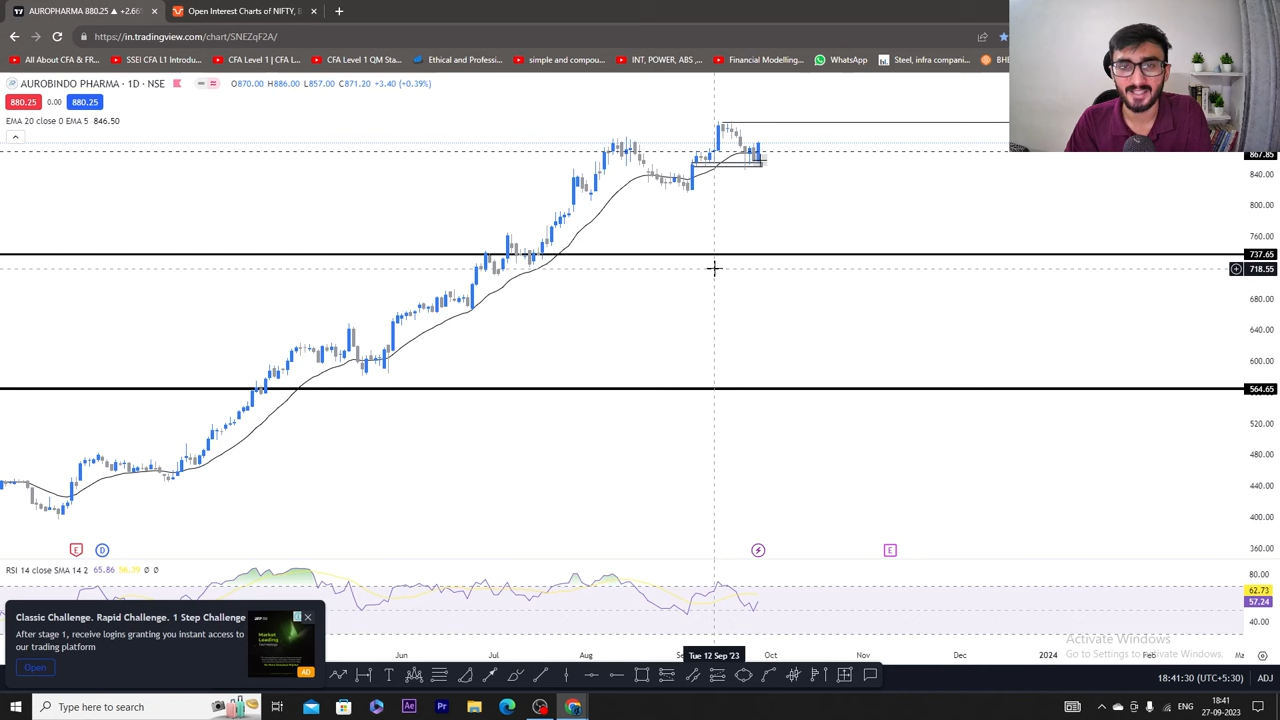 AUROPHARMA 880.25 ▲ +2.66%
Open Interest Charts of NIFTY, B
in.tradingview.com/chart/SNEZqF2A/
All About CFA & FR...
SSEI CFA L1 Introdu...
CFA Level 1 | CFA L...
CFA Level 1 QM Sta...
Ethical and Professi...
simple and compou...
INT, POWER, ABS ,...
Financial Modelling...
WhatsApp
Steel, infra compani...
BHE
AUROBINDO PHARMA · 1D · NSE
O870.00 H886.00 L857.00 C871.20 +3.40 (+0.39%)
880.25 0.00 880.25
EMA 20 close 0 EMA 5 846.50
867.85
840.00
800.00
760.00
737.65
718.55
680.00
640.00
600.00
564.65
520.00
480.00
440.00
400.00
360.00
E D E
RSI 14 close SMA 14 2 65.86 56.39 Ø Ø
80.00
62.73
57.24
40.00
Classic Challenge. Rapid Challenge. 1 Step Challenge
After stage 1, receive logins granting you instant access to
our trading platform
Open
Market
Leading
AD
Activate Windows
Go to Settings to activate Windows.
Jun Jul Aug Tue 12 Sep '23 Oct Nov Dec 2024 Feb
18:41:30 (UTC+5:30) ADJ
Type here to search
Ae
Pr
18:41
27-09-2023